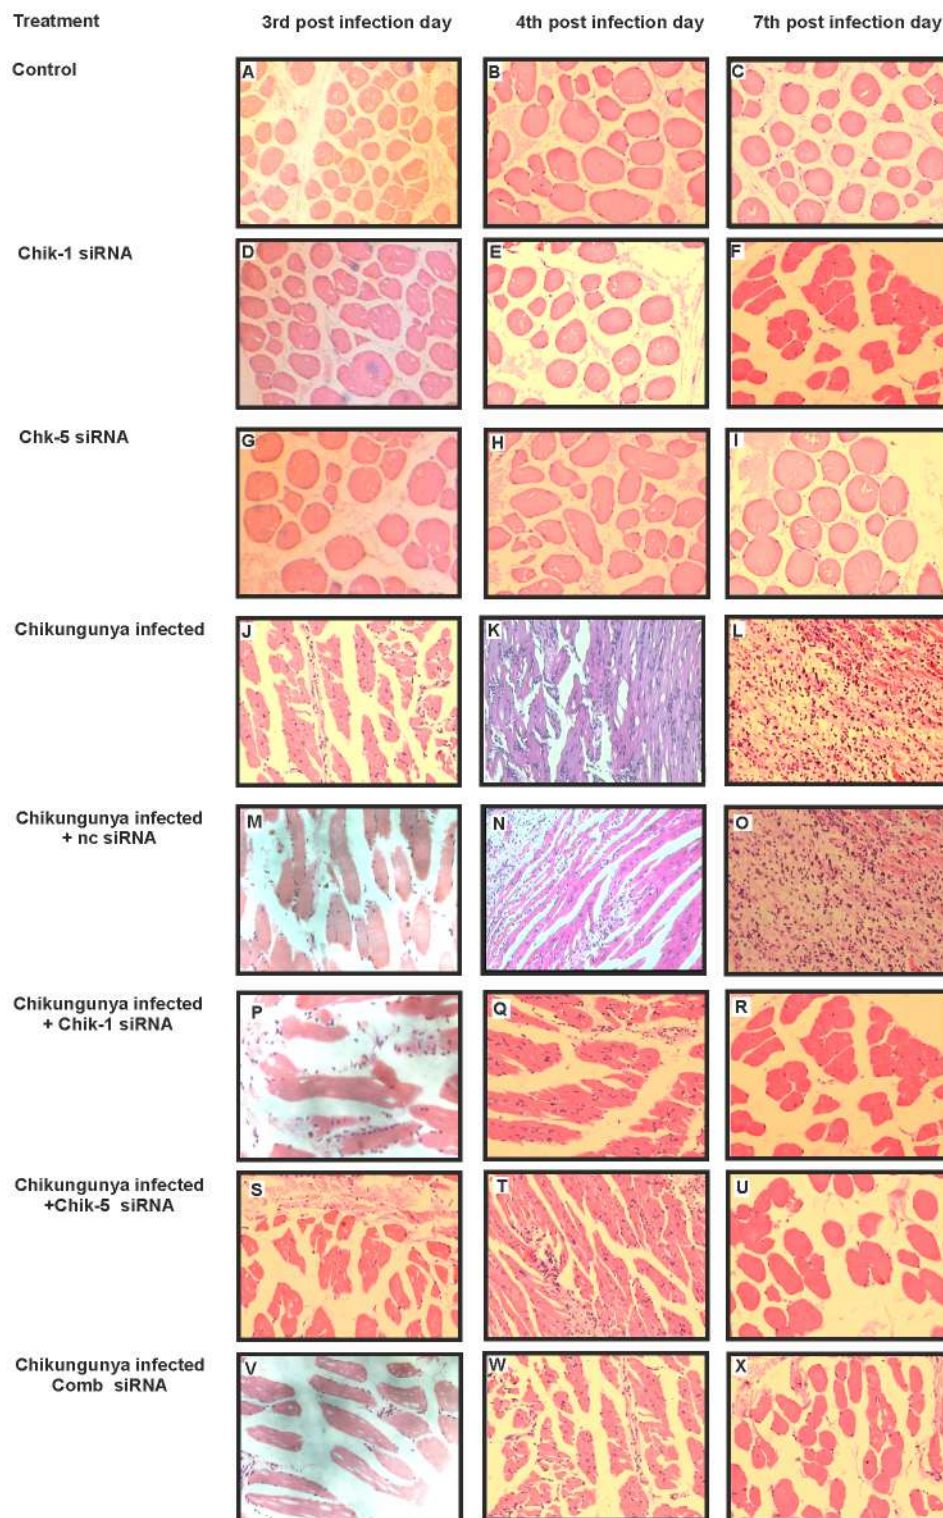 Treatment 3rd post infection day 4th post infection day 7th post infection day
Control
A B C
Chik-1 siRNA
D E F
Chk-5 siRNA
G H I
Chikungunya infected
J K L
Chikungunya infected
+ nc siRNA
M N O
Chikungunya infected
+ Chik-1 siRNA
P Q R
Chikungunya infected
+Chik-5 siRNA
S T U
Chikungunya infected
Comb siRNA
V W X